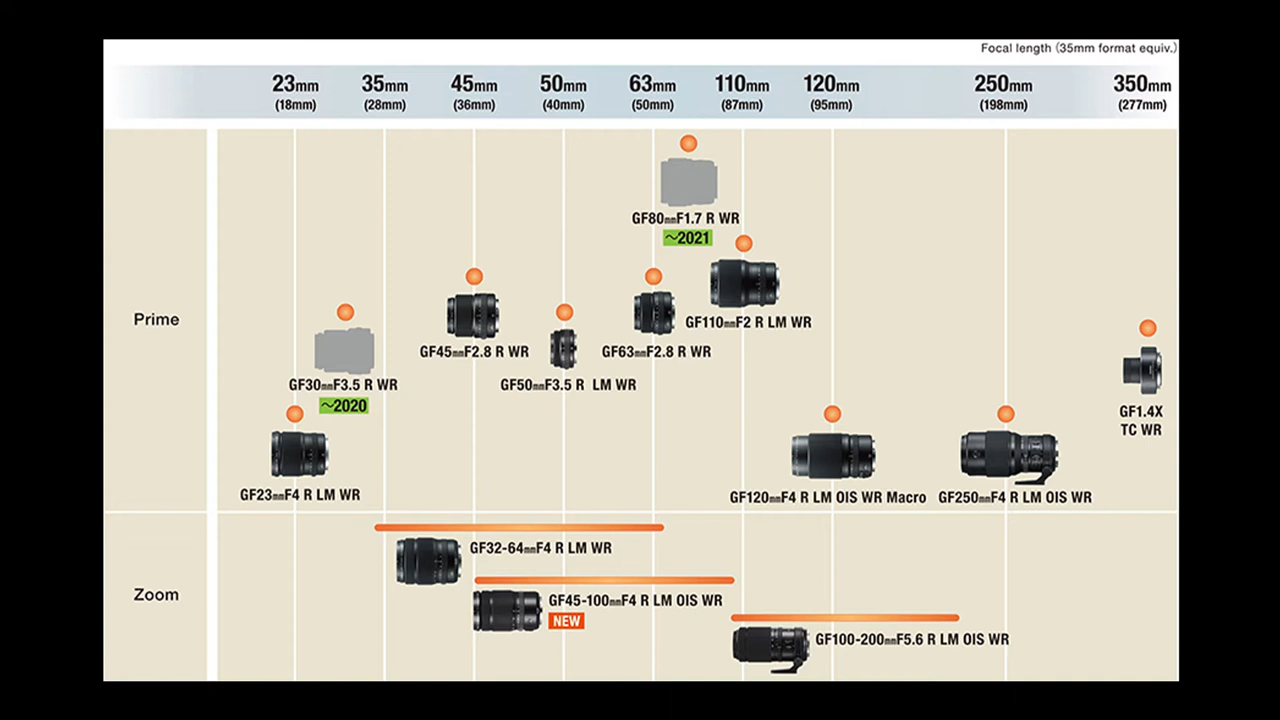 Focal length (35mm format equiv.)
23mm 35mm 45mm 50mm 63mm 110mm 120mm 250mm 350mm
(18mm) (28mm) (36mm) (40mm) (50mm) (87mm) (95mm) (198mm) (277mm)
GF80mmF1.7 R WR
~2021
Prime
GF110mmF2 R LM WR
GF45mmF2.8 R WR
GF63mmF2.8 R WR
GF30mmF3.5 R WR
GF50mmF3.5 R LM WR
~2020
GF1.4X
TC WR
GF23mmF4 R LM WR
GF120mmF4 R LM OIS WR Macro
GF250mmF4 R LM OIS WR
GF32-64mmF4 R LM WR
Zoom
GF45-100mmF4 R LM OIS WR
NEW
GF100-200mmF5.6 R LM OIS WR